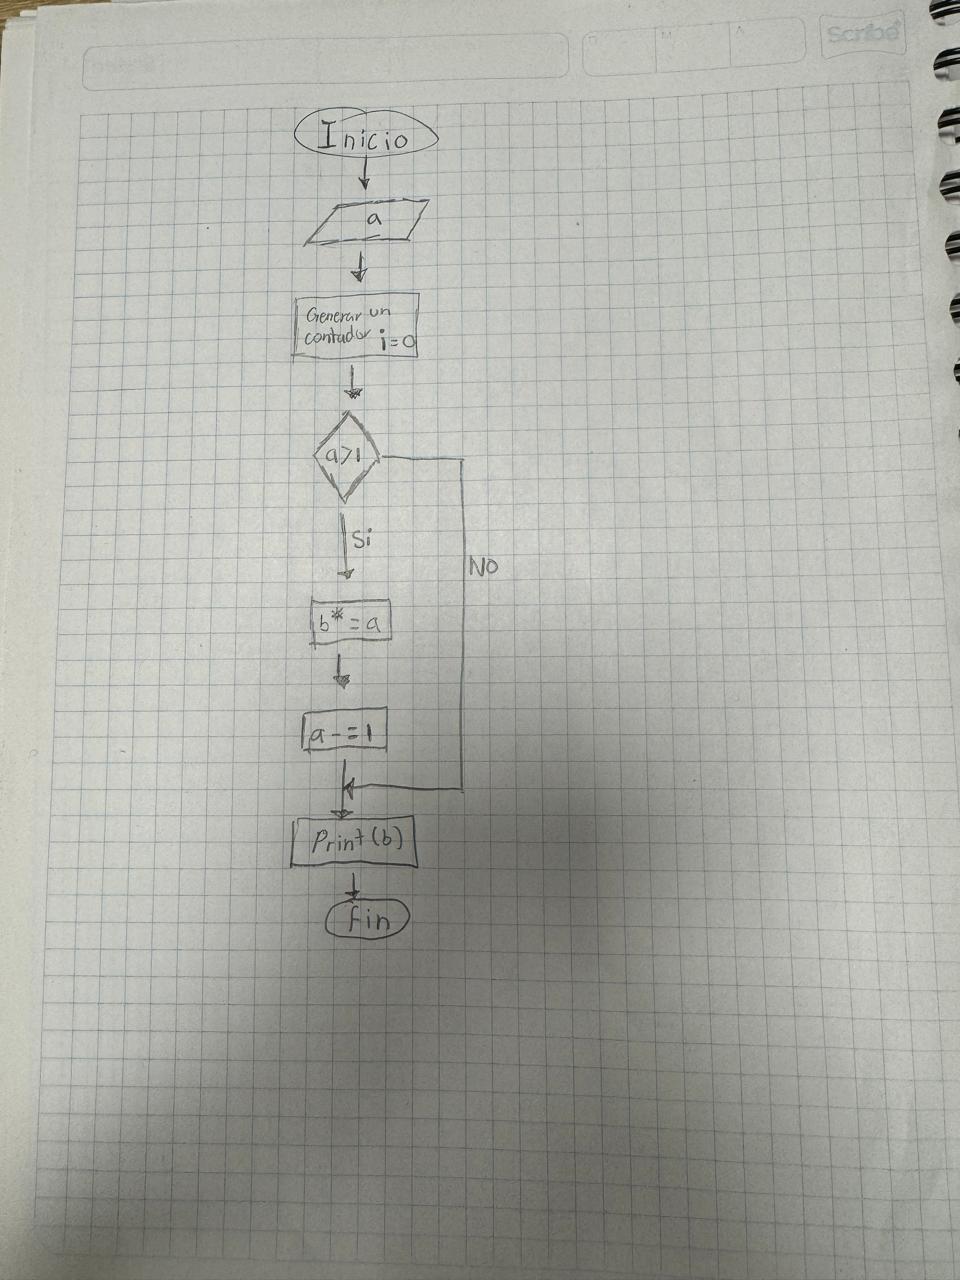 Scribe
Inicio
a
Generar un
contador i=0
a>1
Si
No
b*=a
a-=1
Print(b)
fin